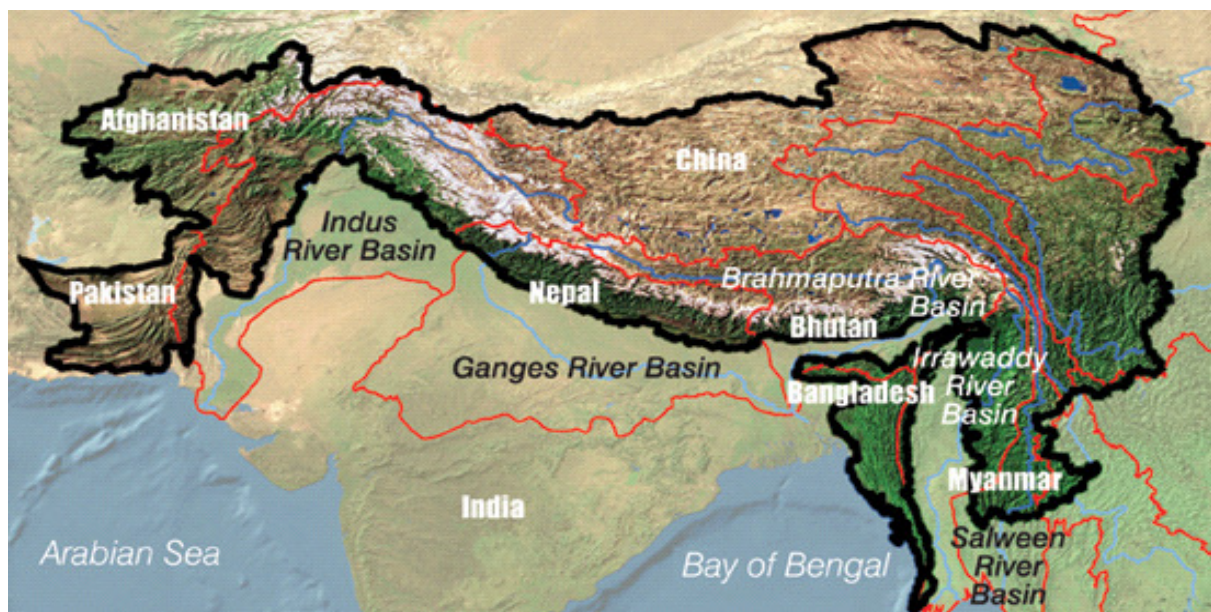 Afghanistan
China
Indus
River Basin
Pakistan
Nepal
Brahmaputra River
Basin
Bhutan
Ganges River Basin
Irrawaddy
River
Basin
Bangladesh
Myanmar
India
Arabian Sea
Bay of Bengal
Salween
River
Basin